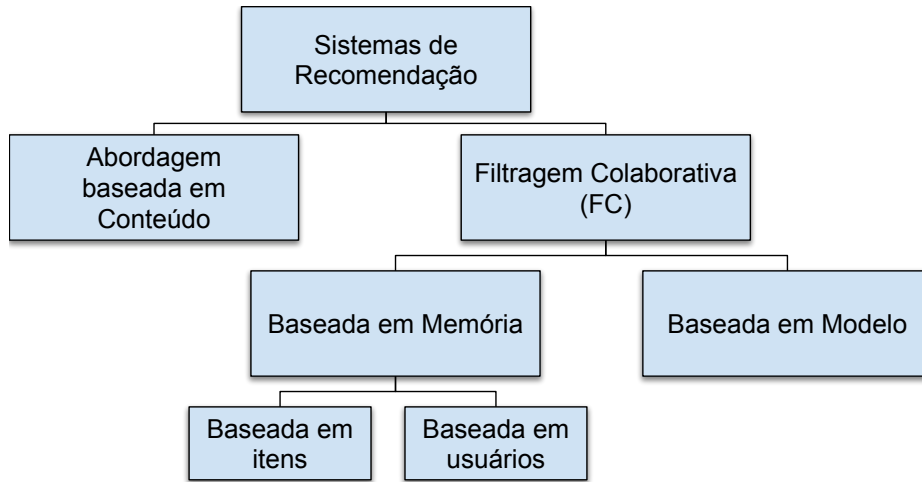 Sistemas de
Recomendação
Abordagem
baseada em
Conteúdo
Filtragem Colaborativa
(FC)
Baseada em Memória
Baseada em Modelo
Baseada em
itens
Baseada em
usuários